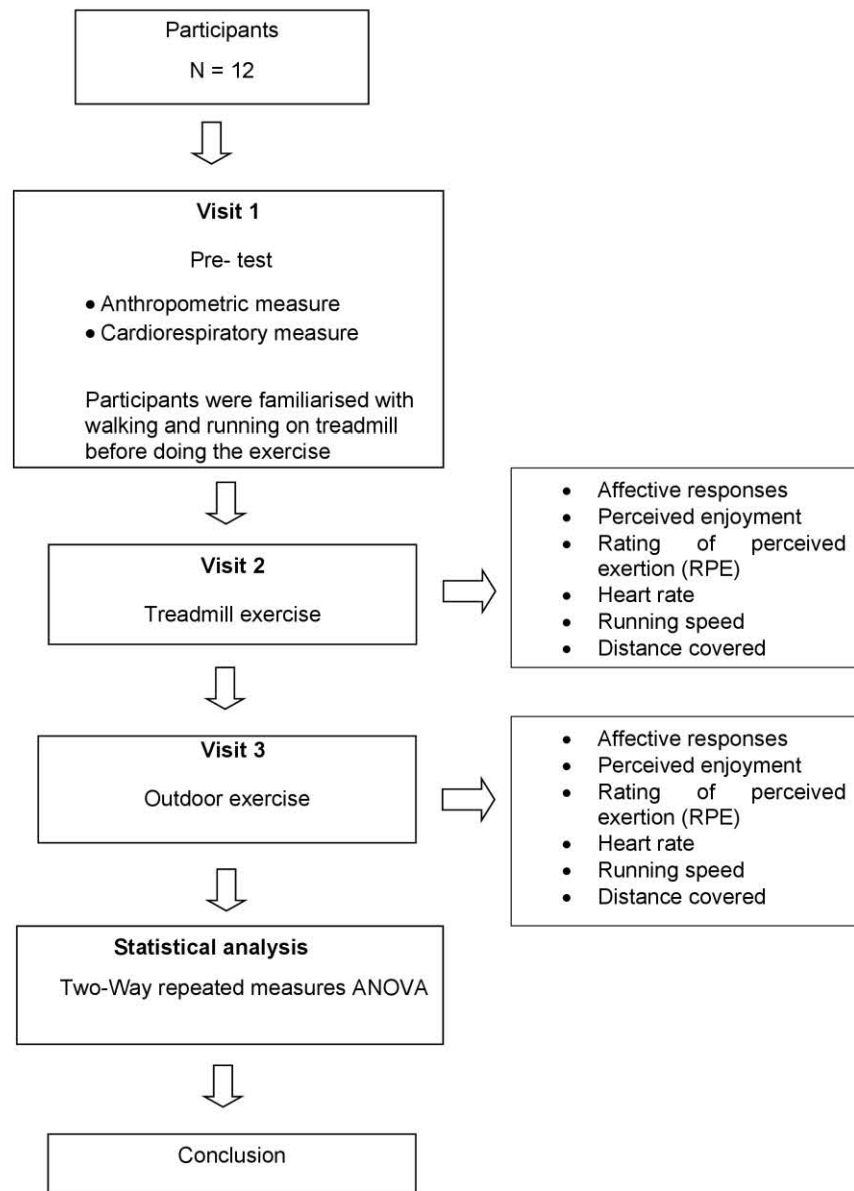 Participants
N = 12
Visit 1
Pre- test
• Anthropometric measure
• Cardiorespiratory measure
Participants were familiarised with
walking and running on treadmill
before doing the exercise
Visit 2
Treadmill exercise
• Affective responses
• Perceived enjoyment
• Rating of perceived
exertion (RPE)
• Heart rate
• Running speed
• Distance covered
Visit 3
Outdoor exercise
• Affective responses
• Perceived enjoyment
• Rating of perceived
exertion (RPE)
• Heart rate
• Running speed
• Distance covered
Statistical analysis
Two-Way repeated measures ANOVA
Conclusion